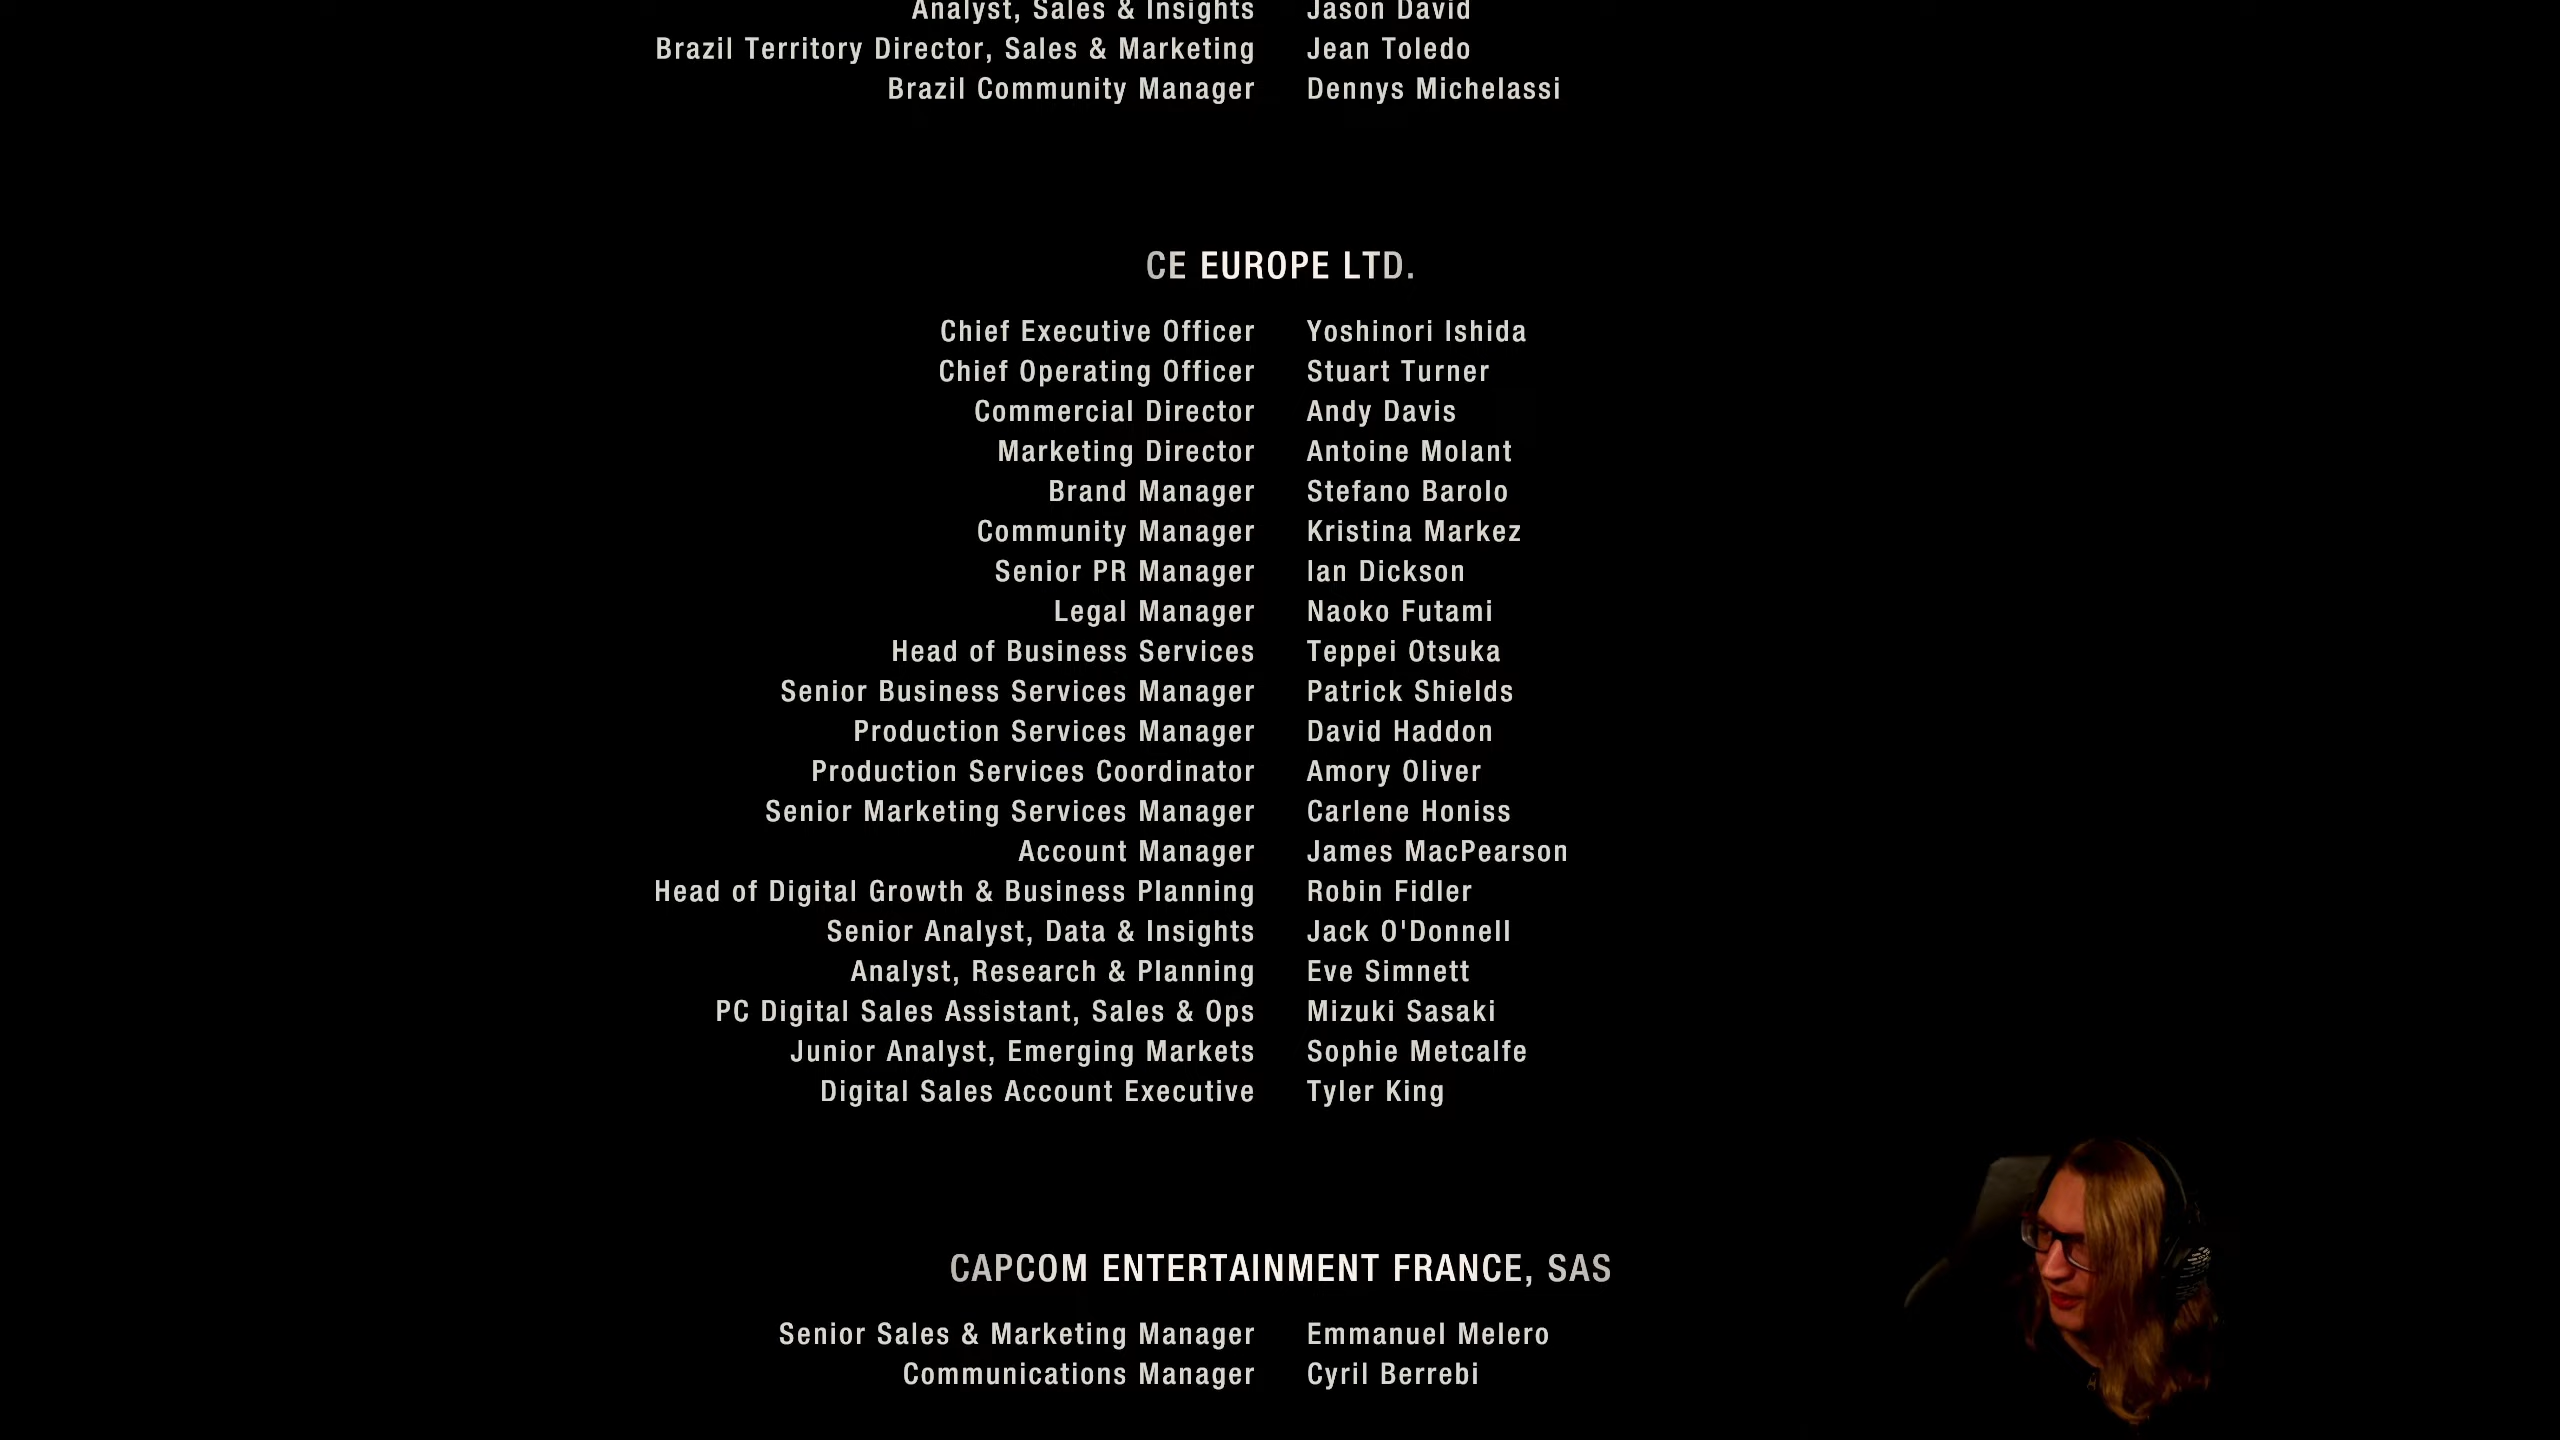 Analyst, Sales & Insights Jason David
Brazil Territory Director, Sales & Marketing Jean Toledo
Brazil Community Manager Dennys Michelassi
CE EUROPE LTD.
Chief Executive Officer Yoshinori Ishida
Chief Operating Officer Stuart Turner
Commercial Director Andy Davis
Marketing Director Antoine Molant
Brand Manager Stefano Barolo
Community Manager Kristina Markez
Senior PR Manager Ian Dickson
Legal Manager Naoko Futami
Head of Business Services Teppei Otsuka
Senior Business Services Manager Patrick Shields
Production Services Manager David Haddon
Production Services Coordinator Amory Oliver
Senior Marketing Services Manager Carlene Honiss
Account Manager James MacPearson
Head of Digital Growth & Business Planning Robin Fidler
Senior Analyst, Data & Insights Jack O'Donnell
Analyst, Research & Planning Eve Simnett
PC Digital Sales Assistant, Sales & Ops Mizuki Sasaki
Junior Analyst, Emerging Markets Sophie Metcalfe
Digital Sales Account Executive Tyler King
CAPCOM ENTERTAINMENT FRANCE, SAS
Senior Sales & Marketing Manager Emmanuel Melero
Communications Manager Cyril Berrebi